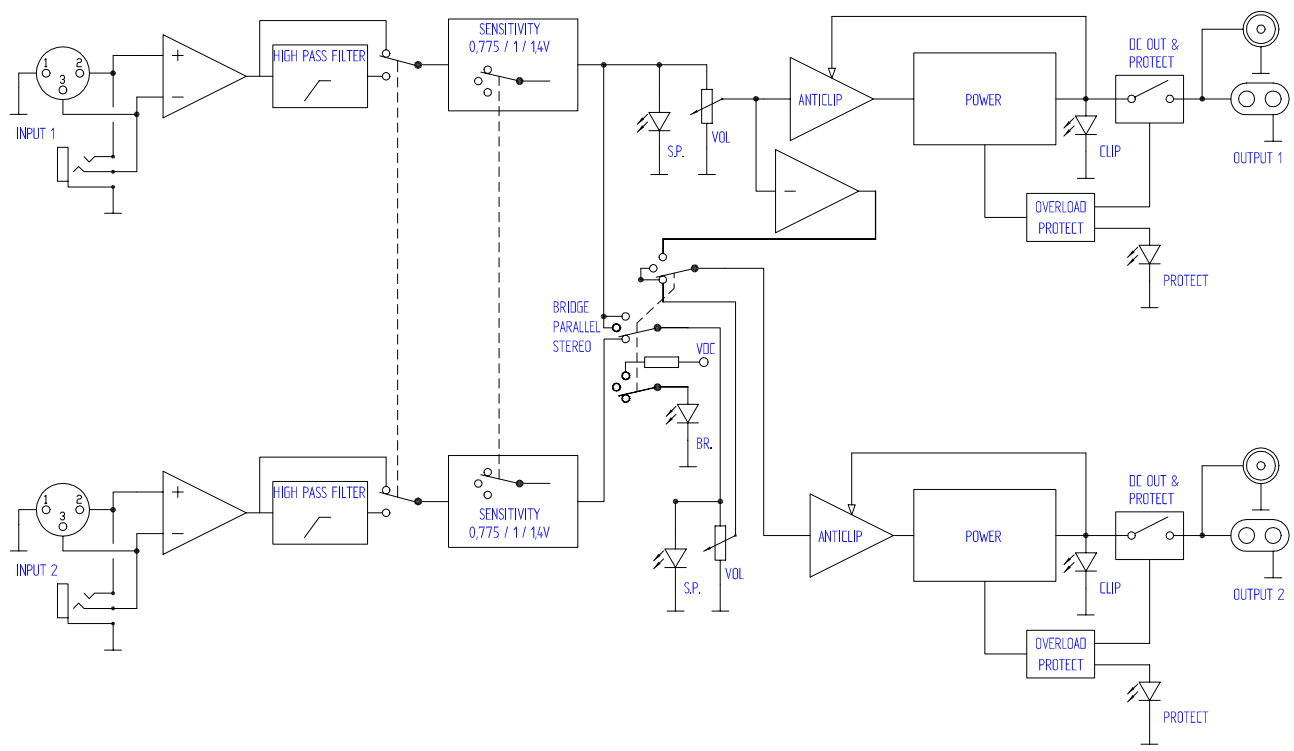 SENSITIVITY
0,775 / 1 / 1,4V
HIGH PASS FILTER
1 2
3
+
−
INPUT 1
DC OUT &
PROTECT
ANTICLIP
POWER
VOL
S.P.
CLIP
OUTPUT 1
−
OVERLOAD
PROTECT
PROTECT
BRIDGE
PARALLEL
STEREO
VDC
BR.
HIGH PASS FILTER
1 2
3
+
−
INPUT 2
SENSITIVITY
0,775 / 1 / 1,4V
DC OUT &
PROTECT
ANTICLIP
POWER
VOL
S.P.
CLIP
OUTPUT 2
OVERLOAD
PROTECT
PROTECT